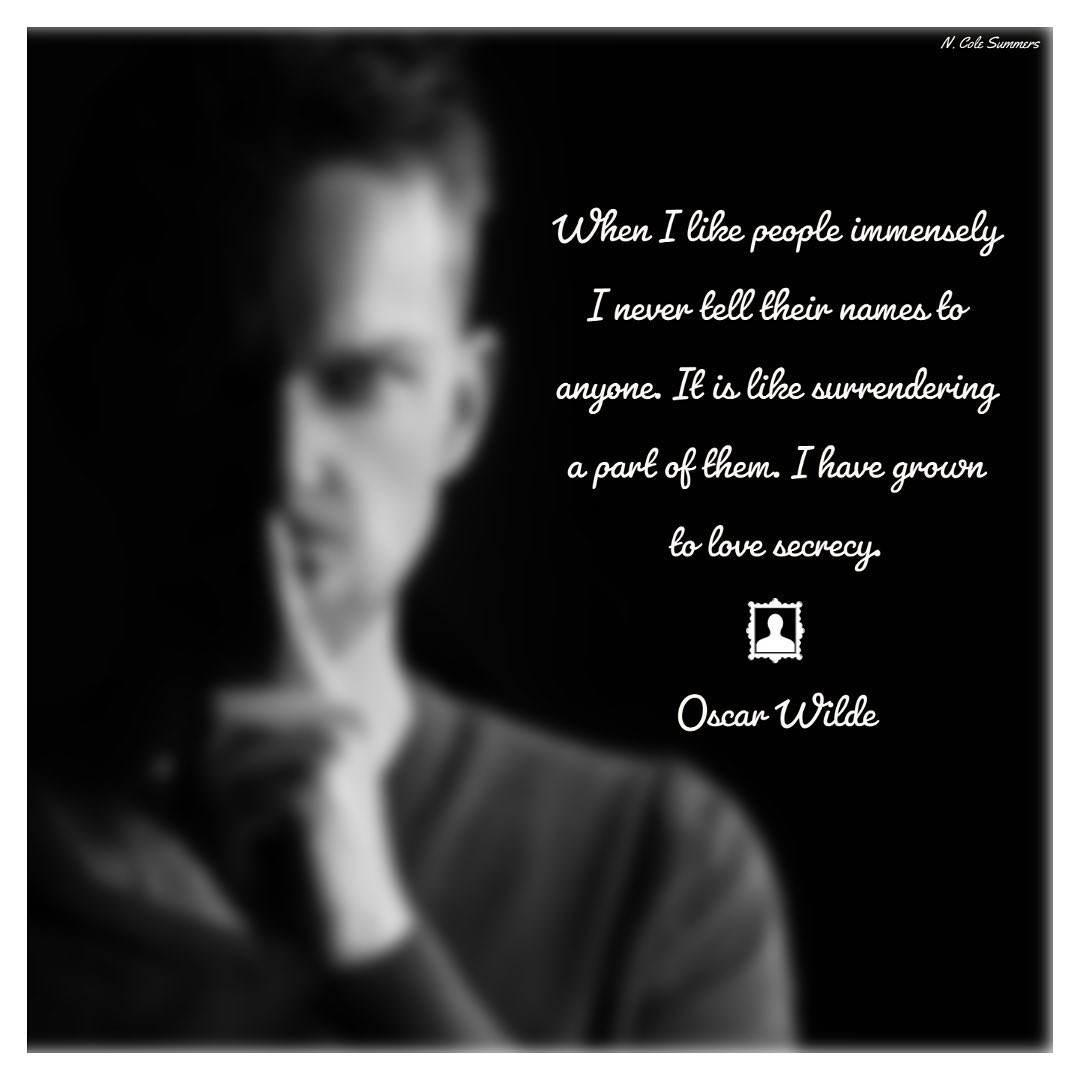 N. Cole Summers
When I like people immensely
I never tell their names to
anyone. It is like surrendering
a part of them. I have grown
to love secrecy.
Oscar Wilde